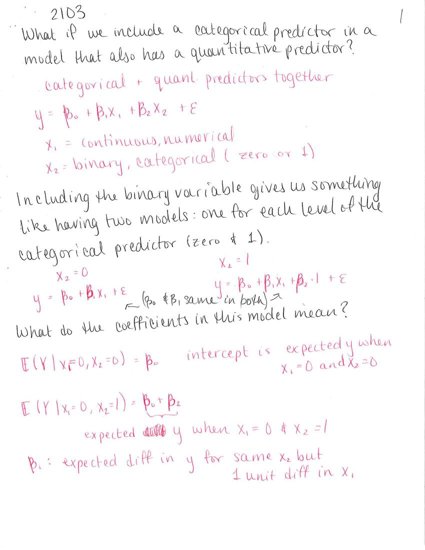 2103
1
What if we include a categorical predictor in a
model that also has a quantitative predictor?
categorical + quant predictors together
y = β₀ + β₁x₁ + β₂x₂ + ε
x₁ = continuous, numerical
x₂ = binary, categorical (zero or 1)
Including the binary variable gives us something
like having two models: one for each level of the
categorical predictor (zero & 1).
x₂ = 0 x₂ = 1
y = β₀ + β₁x₁ + ε y = β₀ + β₁x₁ + β₂·1 + ε
(β₀ & β₁ same in both)
What do the coefficients in this model mean?
E(Y|x₁=0, x₂=0) = β₀ intercept is expected y when
x₁ = 0 and x₂ = 0
E(Y|x₁=0, x₂=1) = β₀ + β₂
expected y when x₁ = 0 & x₂ = 1
β₁: expected diff in y for same x₂ but
1 unit diff in x₁